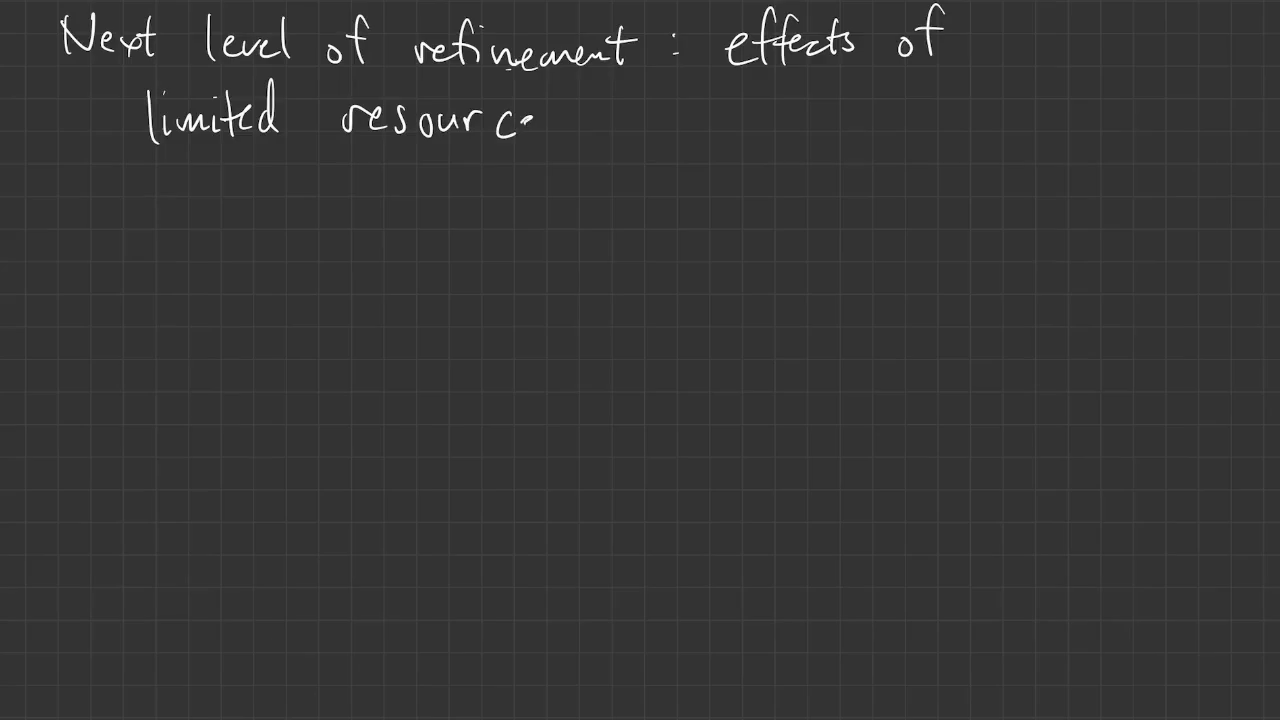 Next level of refinement : effects of
limited resourc